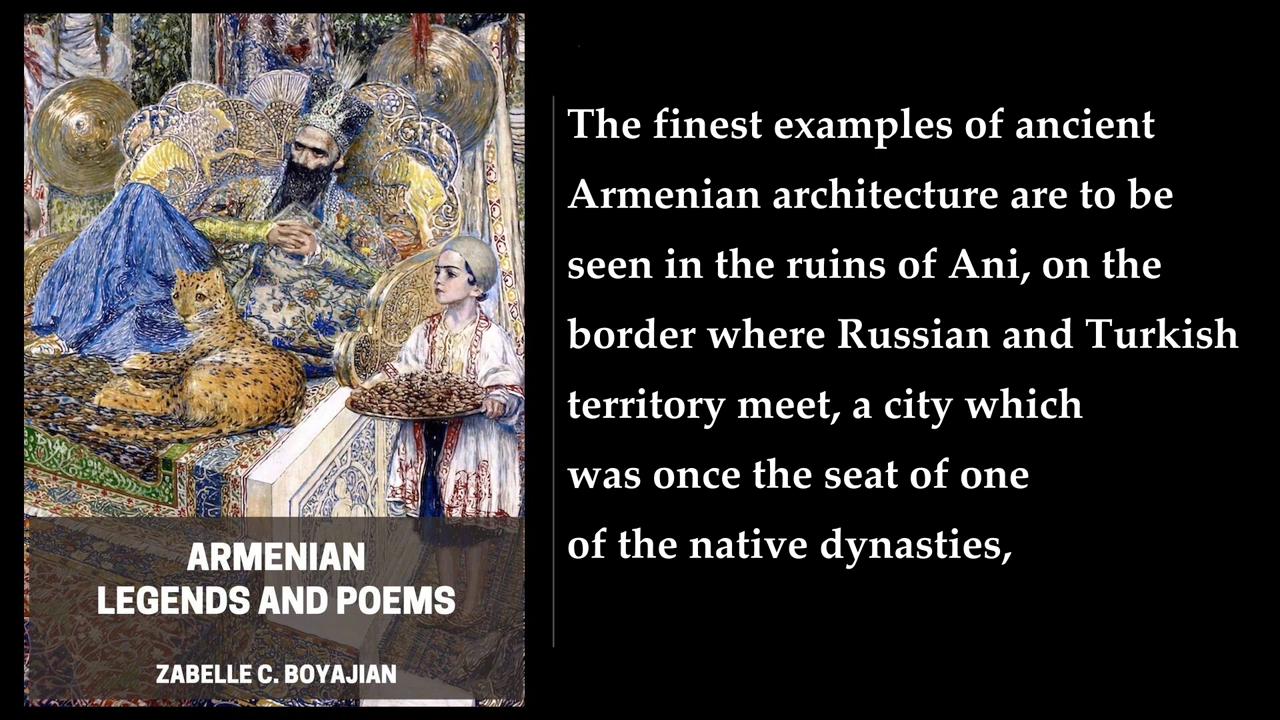 ARMENIAN
LEGENDS AND POEMS
ZABELLE C. BOYAJIAN
The finest examples of ancient
Armenian architecture are to be
seen in the ruins of Ani, on the
border where Russian and Turkish
territory meet, a city which
was once the seat of one
of the native dynasties,